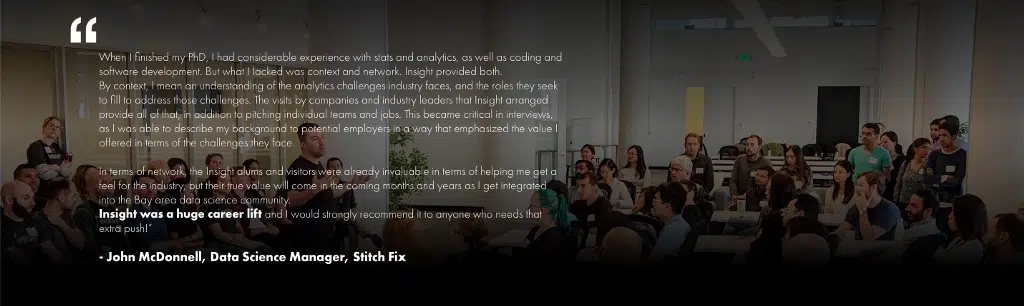 “
When I finished my PhD, I had considerable experience with stats and analytics, as well as coding and
software development. But what I lacked was context and network. Insight provided both.
By context, I mean an understanding of the analytics challenges industry faces, and the roles they seek
to fill to address those challenges. The visits by companies and industry leaders that Insight arranged
provide all of that, in addition to pitching individual teams and jobs. This became critical in interviews,
as I was able to describe my background to potential employers in a way that emphasized the value I
offered in terms of the challenges they face.
In terms of network, the Insight alums and visitors were already invaluable in terms of helping me get a
feel for the industry, but their true value will come in the coming months and years as I get integrated
into the Bay area data science community.
Insight was a huge career lift and I would strongly recommend it to anyone who needs that
extra push!”
- John McDonnell, Data Science Manager, Stitch Fix